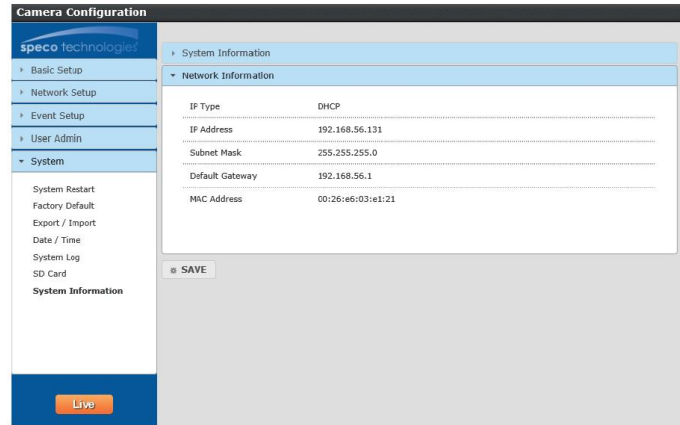 Camera Configuration
speco technologies
Basic Setup
Network Setup
Event Setup
User Admin
System
System Restart
Factory Default
Export / Import
Date / Time
System Log
SD Card
System Information
Live
System Information
Network Information
IP Type DHCP
IP Address 192.168.56.131
Subnet Mask 255.255.255.0
Default Gateway 192.168.56.1
MAC Address 00:26:e6:03:e1:21
SAVE